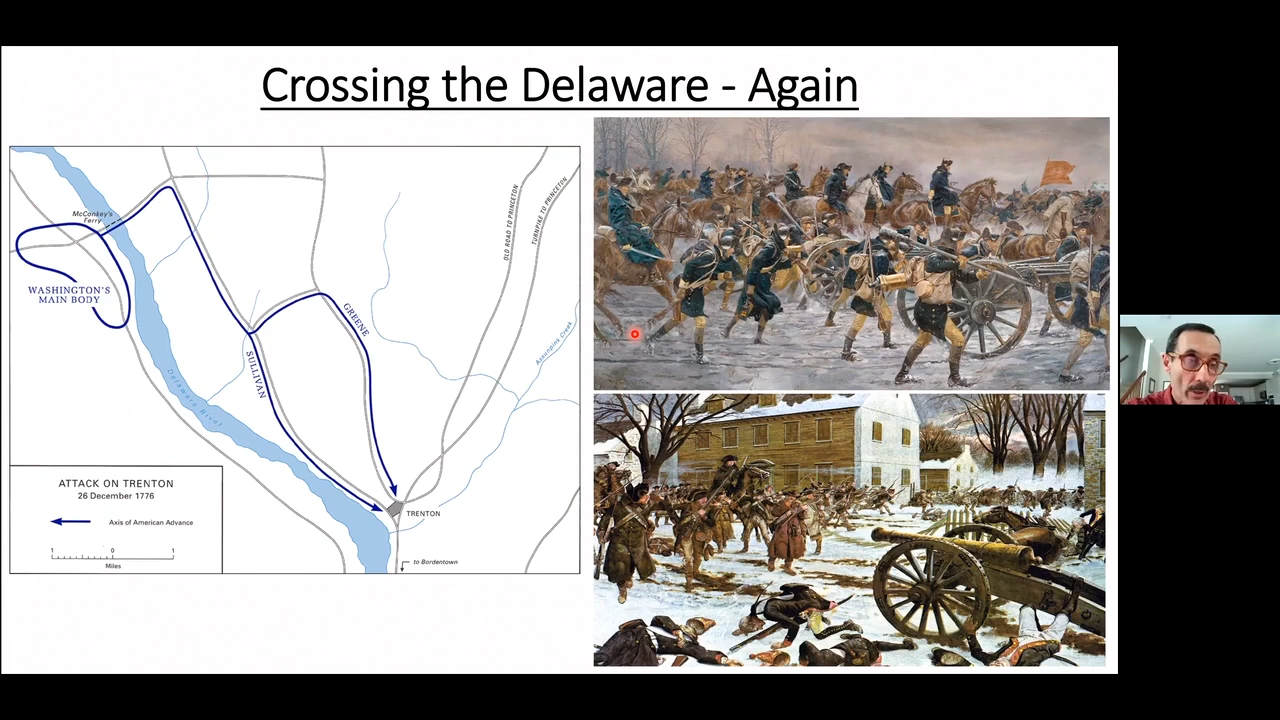 Crossing the Delaware - Again
McConkey's
Ferry
WASHINGTON'S
MAIN BODY
OLD ROAD TO PRINCETON
TURNPIKE TO PRINCETON
GREENE
SULLIVAN
Assunpink Creek
Delaware River
ATTACK ON TRENTON
26 December 1776
Axis of American Advance
1 0 1
Miles
TRENTON
to Bordentown